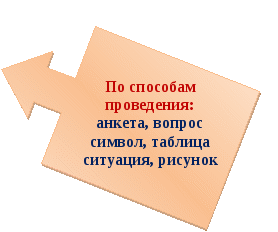 По способам
проведения:
анкета, вопрос
символ, таблица
ситуация, рисунок